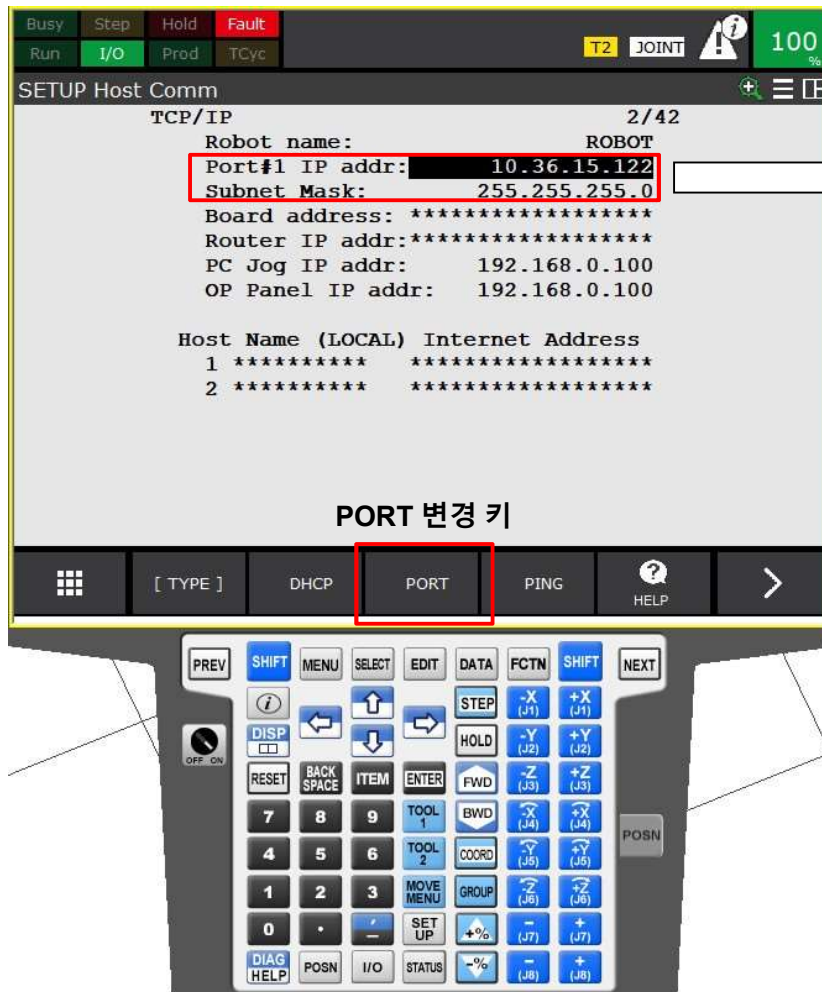 Busy Step Hold Fault
Run I/O Prod TCyc
T2 JOINT
100
%
SETUP Host Comm
TCP/IP 2/42
Robot name: ROBOT
Port#1 IP addr: 10.36.15.122
Subnet Mask: 255.255.255.0
Board address: ******************
Router IP addr:******************
PC Jog IP addr: 192.168.0.100
OP Panel IP addr: 192.168.0.100
Host Name (LOCAL) Internet Address
1 ********** ******************
2 ********** ******************
PORT 변경 키
[ TYPE ] DHCP PORT PING HELP
PREV SHIFT MENU SELECT EDIT DATA FCTN SHIFT NEXT
i STEP -X (J1) +X (J1)
DISP HOLD -Y (J2) +Y (J2)
OFF ON
RESET BACK SPACE ITEM ENTER FWD -Z (J3) +Z (J3)
7 8 9 TOOL 1 BWD -X (J4) +X (J4)
POSN
4 5 6 TOOL 2 COORD -Y (J5) +Y (J5)
1 2 3 MOVE MENU GROUP -Z (J6) +Z (J6)
0 . , - SET UP +% - (J7) + (J7)
DIAG HELP POSN I/O STATUS -% - (J8) + (J8)